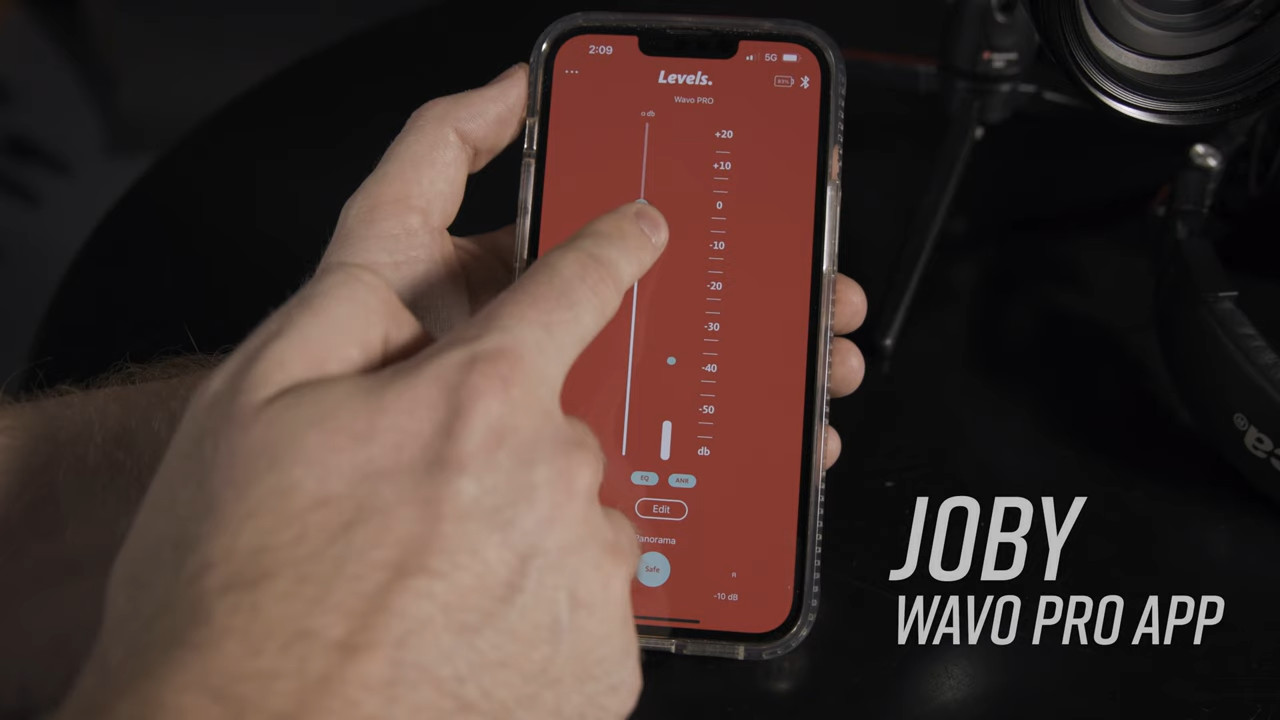 2:09
5G
...
Levels.
Wavo PRO
0 db
+20
+10
0
-10
-20
-30
-40
-50
db
EQ
ANR
Edit
Panorama
Safe
R
-10 dB
JOBY
WAVO PRO APP